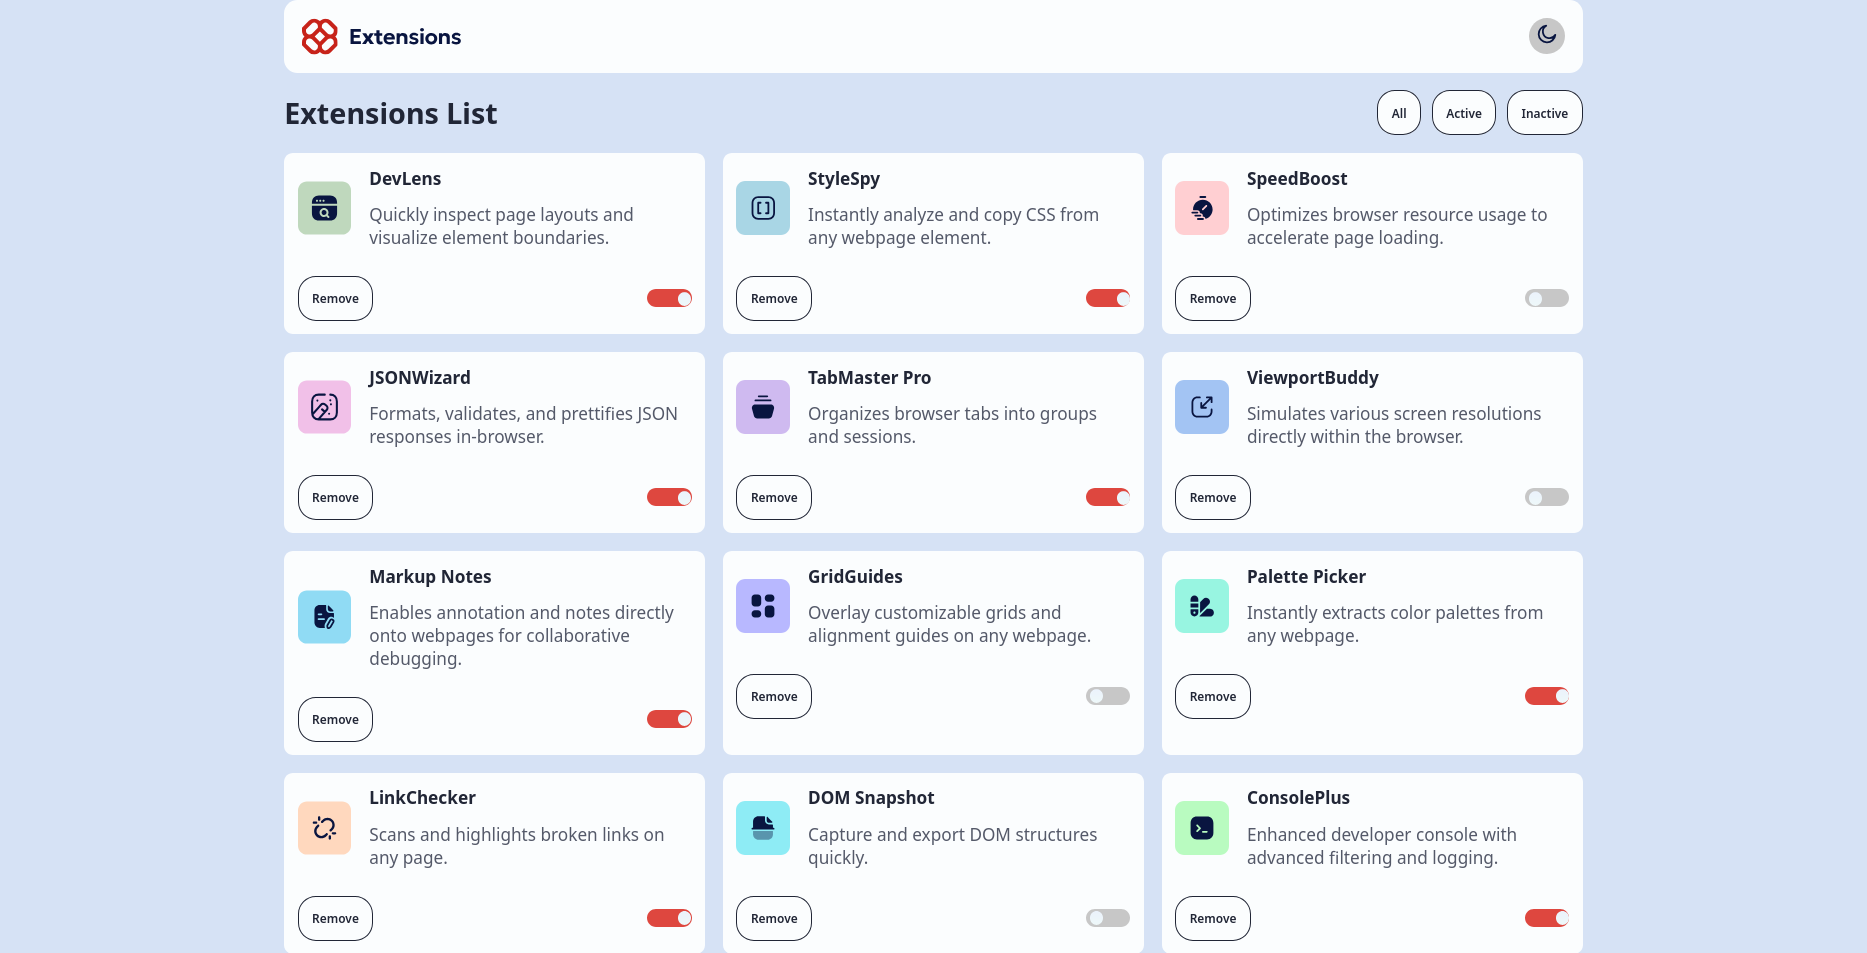 Extensions
Extensions List
All
Active
Inactive
DevLens
Quickly inspect page layouts and
visualize element boundaries.
Remove
StyleSpy
Instantly analyze and copy CSS from
any webpage element.
Remove
SpeedBoost
Optimizes browser resource usage to
accelerate page loading.
Remove
JSONWizard
Formats, validates, and prettifies JSON
responses in-browser.
Remove
TabMaster Pro
Organizes browser tabs into groups
and sessions.
Remove
ViewportBuddy
Simulates various screen resolutions
directly within the browser.
Remove
Markup Notes
Enables annotation and notes directly
onto webpages for collaborative
debugging.
Remove
GridGuides
Overlay customizable grids and
alignment guides on any webpage.
Remove
Palette Picker
Instantly extracts color palettes from
any webpage.
Remove
LinkChecker
Scans and highlights broken links on
any page.
Remove
DOM Snapshot
Capture and export DOM structures
quickly.
Remove
ConsolePlus
Enhanced developer console with
advanced filtering and logging.
Remove